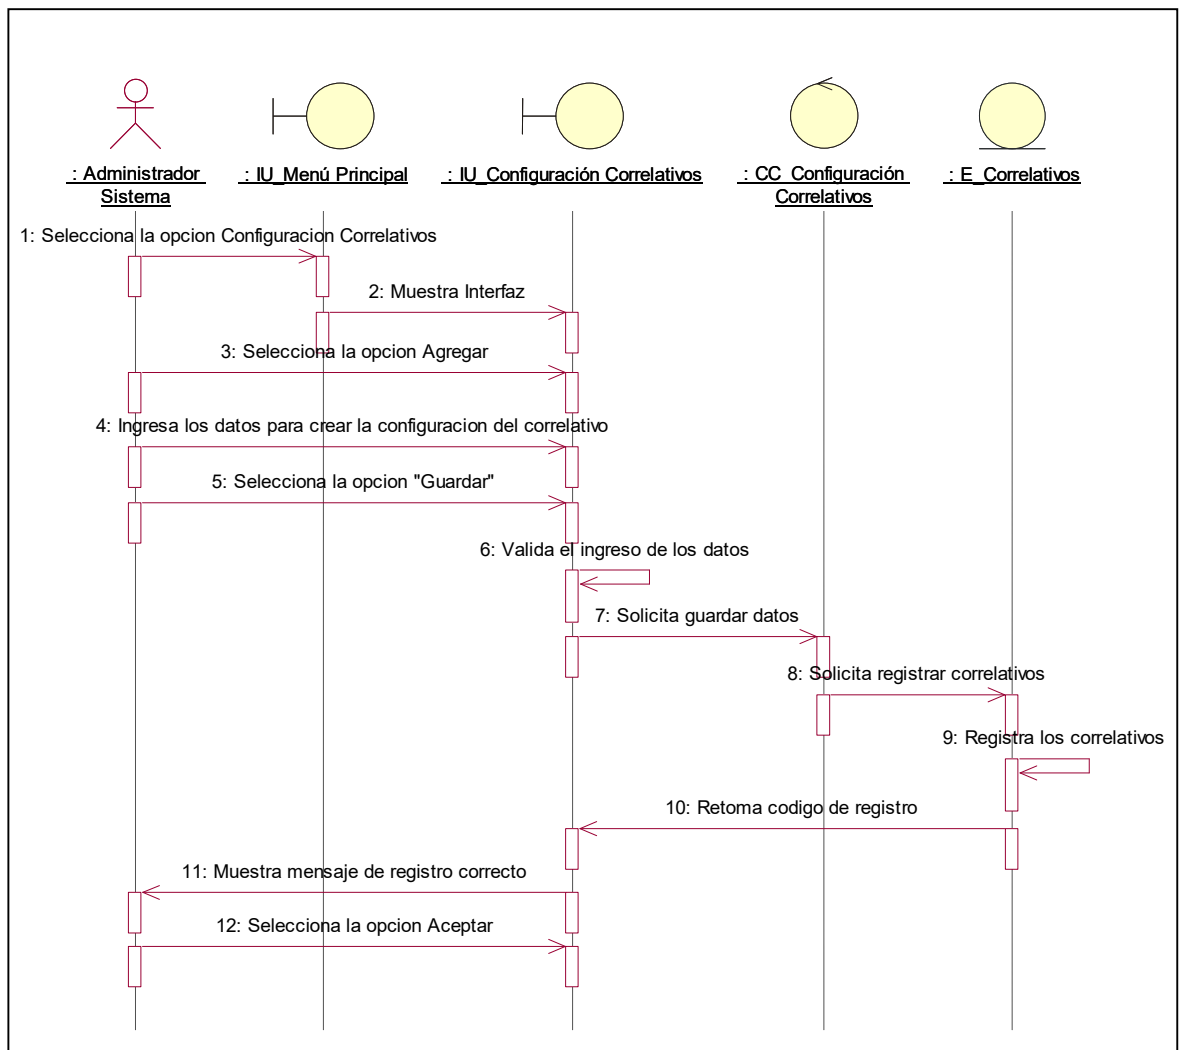 : Administrador
Sistema
: IU_Menú Principal
: IU_Configuración Correlativos
: CC_Configuración
Correlativos
: E_Correlativos
1: Selecciona la opcion Configuracion Correlativos
2: Muestra Interfaz
3: Selecciona la opcion Agregar
4: Ingresa los datos para crear la configuracion del correlativo
5: Selecciona la opcion "Guardar"
6: Valida el ingreso de los datos
7: Solicita guardar datos
8: Solicita registrar correlativos
9: Registra los correlativos
10: Retorna codigo de registro
11: Muestra mensaje de registro correcto
12: Selecciona la opcion Aceptar